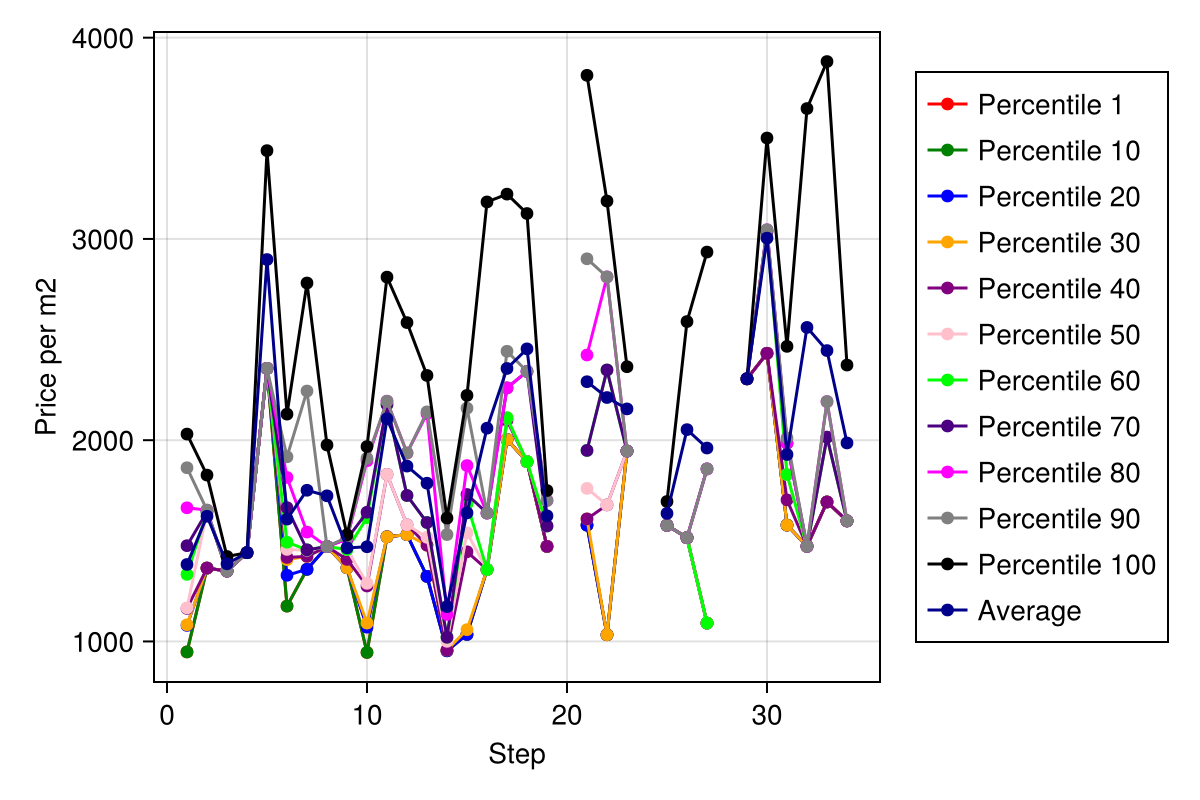 4000
3000
2000
1000
Price per m2
0 10 20 30
Step
Percentile 1
Percentile 10
Percentile 20
Percentile 30
Percentile 40
Percentile 50
Percentile 60
Percentile 70
Percentile 80
Percentile 90
Percentile 100
Average